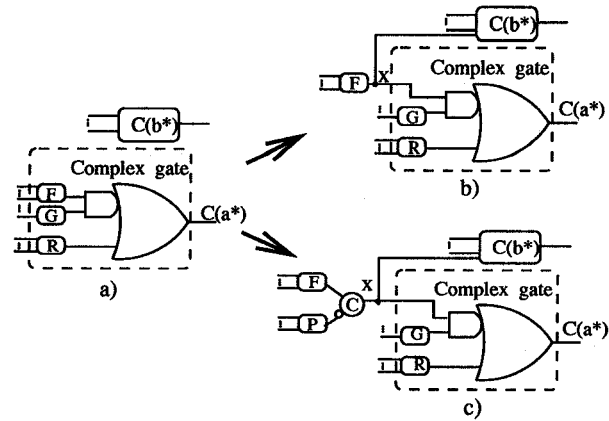 C(b*)
Complex gate
F
G
R
C(a*)
a)
C(b*)
Complex gate
F
X
G
R
C(a*)
b)
C(b*)
X
Complex gate
F
C
P
G
R
C(a*)
c)